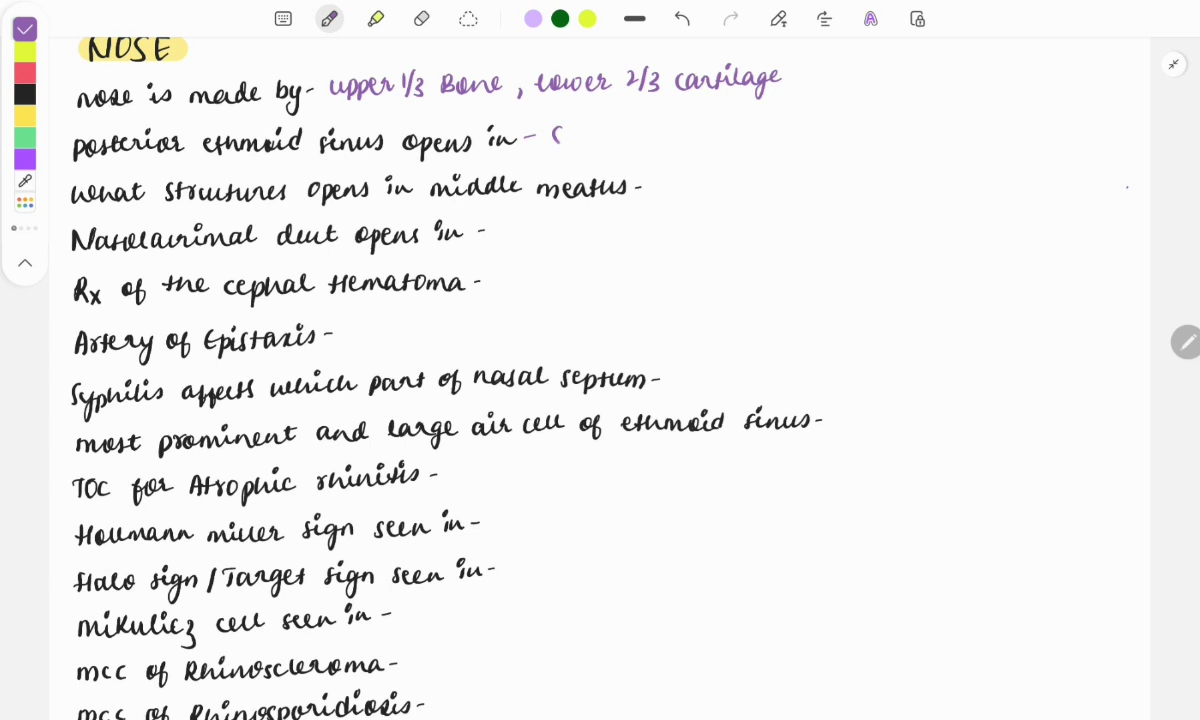 NOSE
nose is made by- upper 1/3 Bone, lower 2/3 cartilage
posterior ethmoid sinus opens in-
What structures opens in middle meatus-
Nasolacrimal duct opens in -
Rx of the cephal Hematoma-
Artery of Epistaxis-
Syphilis affects which part of nasal septum-
most prominent and large air cell of ethmoid sinus-
TOC for Atrophic rhinitis-
Hollmann miller sign seen in-
Halo sign/Target sign seen in-
Mikulicz cell seen in-
mcc of Rhinoscleroma-
mcc of Rhinosporidiosis-